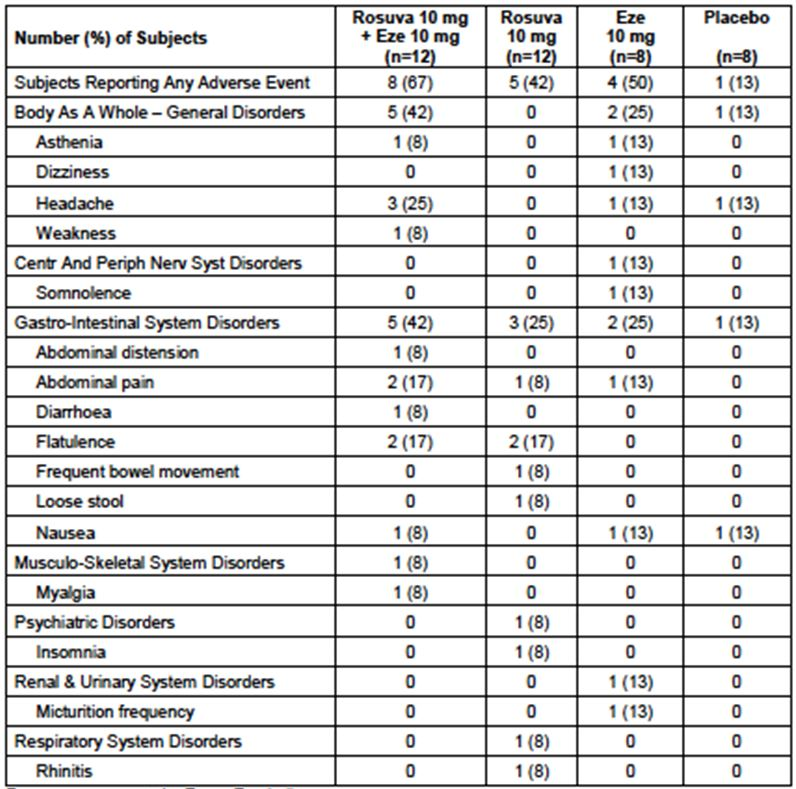 Number (%) of Subjects Rosuva 10 mg + Eze 10 mg (n=12) Rosuva 10 mg (n=12) Eze 10 mg (n=8) Placebo (n=8)
Subjects Reporting Any Adverse Event 8 (67) 5 (42) 4 (50) 1 (13)
Body As A Whole – General Disorders 5 (42) 0 2 (25) 1 (13)
Asthenia 1 (8) 0 1 (13) 0
Dizziness 0 0 1 (13) 0
Headache 3 (25) 0 1 (13) 1 (13)
Weakness 1 (8) 0 0 0
Centr And Periph Nerv Syst Disorders 0 0 1 (13) 0
Somnolence 0 0 1 (13) 0
Gastro-Intestinal System Disorders 5 (42) 3 (25) 2 (25) 1 (13)
Abdominal distension 1 (8) 0 0 0
Abdominal pain 2 (17) 1 (8) 1 (13) 0
Diarrhoea 1 (8) 0 0 0
Flatulence 2 (17) 2 (17) 0 0
Frequent bowel movement 0 1 (8) 0 0
Loose stool 0 1 (8) 0 0
Nausea 1 (8) 0 1 (13) 1 (13)
Musculo-Skeletal System Disorders 1 (8) 0 0 0
Myalgia 1 (8) 0 0 0
Psychiatric Disorders 0 1 (8) 0 0
Insomnia 0 1 (8) 0 0
Renal & Urinary System Disorders 0 0 1 (13) 0
Micturition frequency 0 0 1 (13) 0
Respiratory System Disorders 0 1 (8) 0 0
Rhinitis 0 1 (8) 0 0